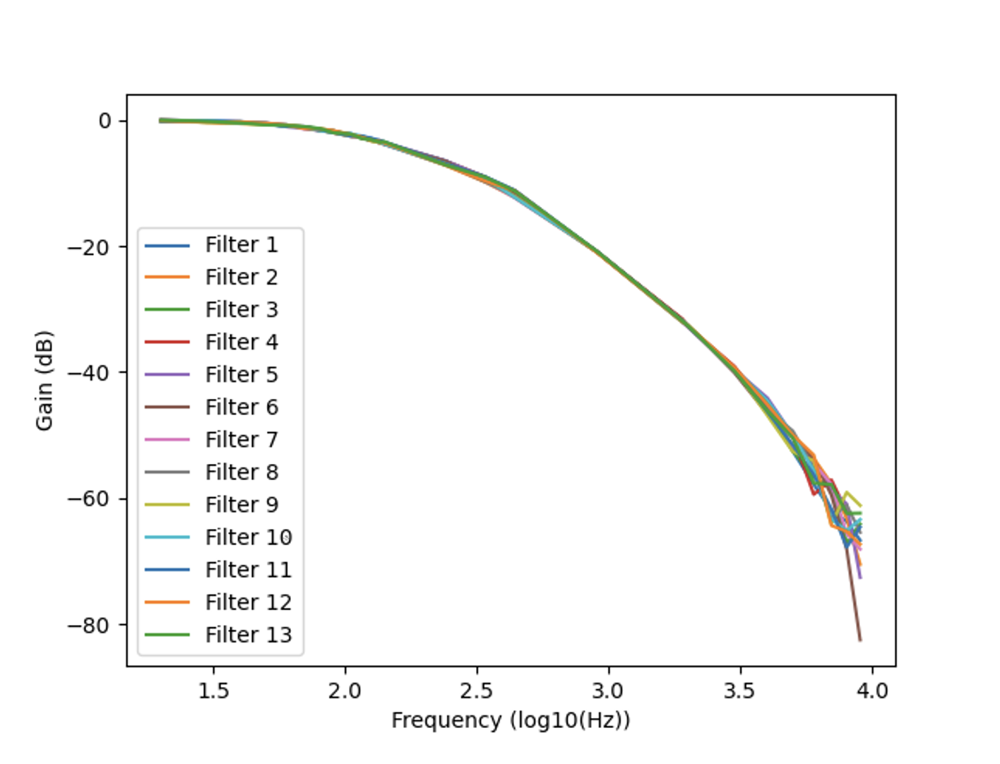 0
−20
−40
−60
−80
Gain (dB)
Filter 1
Filter 2
Filter 3
Filter 4
Filter 5
Filter 6
Filter 7
Filter 8
Filter 9
Filter 10
Filter 11
Filter 12
Filter 13
1.5 2.0 2.5 3.0 3.5 4.0
Frequency (log10(Hz))